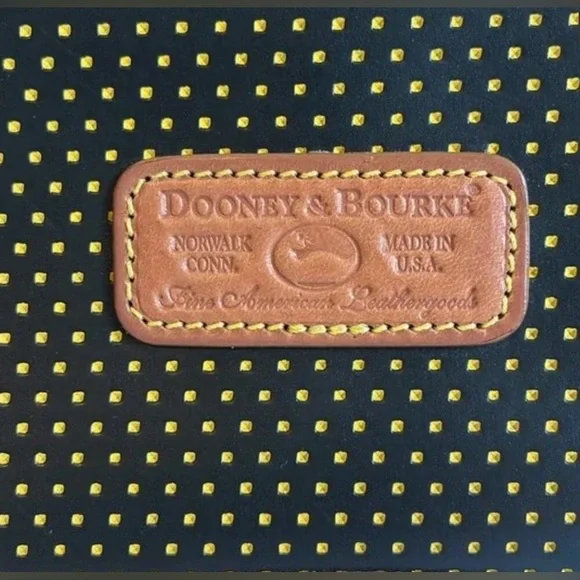 DOONEY & BOURKE®
NORWALK CONN. MADE IN U.S.A.
Fine American Leathergoods